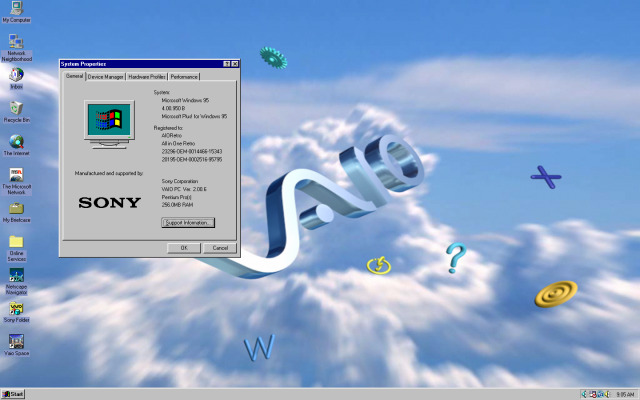 My Computer
Network
Neighborhood
Inbox
Recycle Bin
The Internet
The Microsoft
Network
My Briefcase
Online
Services
Netscape
Navigator
Sony Folder
Vaio Space
System Properties
General
Device Manager
Hardware Profiles
Performance
System:
Microsoft Windows 95
4.00.950 B
Microsoft Plus! for Windows 95
Registered to:
AIORetro
All in One Retro
23296-OEM-0014466-15343
20195-OEM-0002516-95795
Manufactured and supported by:
SONY
Sony Corporation
VAIO PC Ver. 2.00.6
Pentium Pro(r)
256.0MB RAM
Support Information...
OK
Cancel
VAIO
?
W
Start
9:05 AM